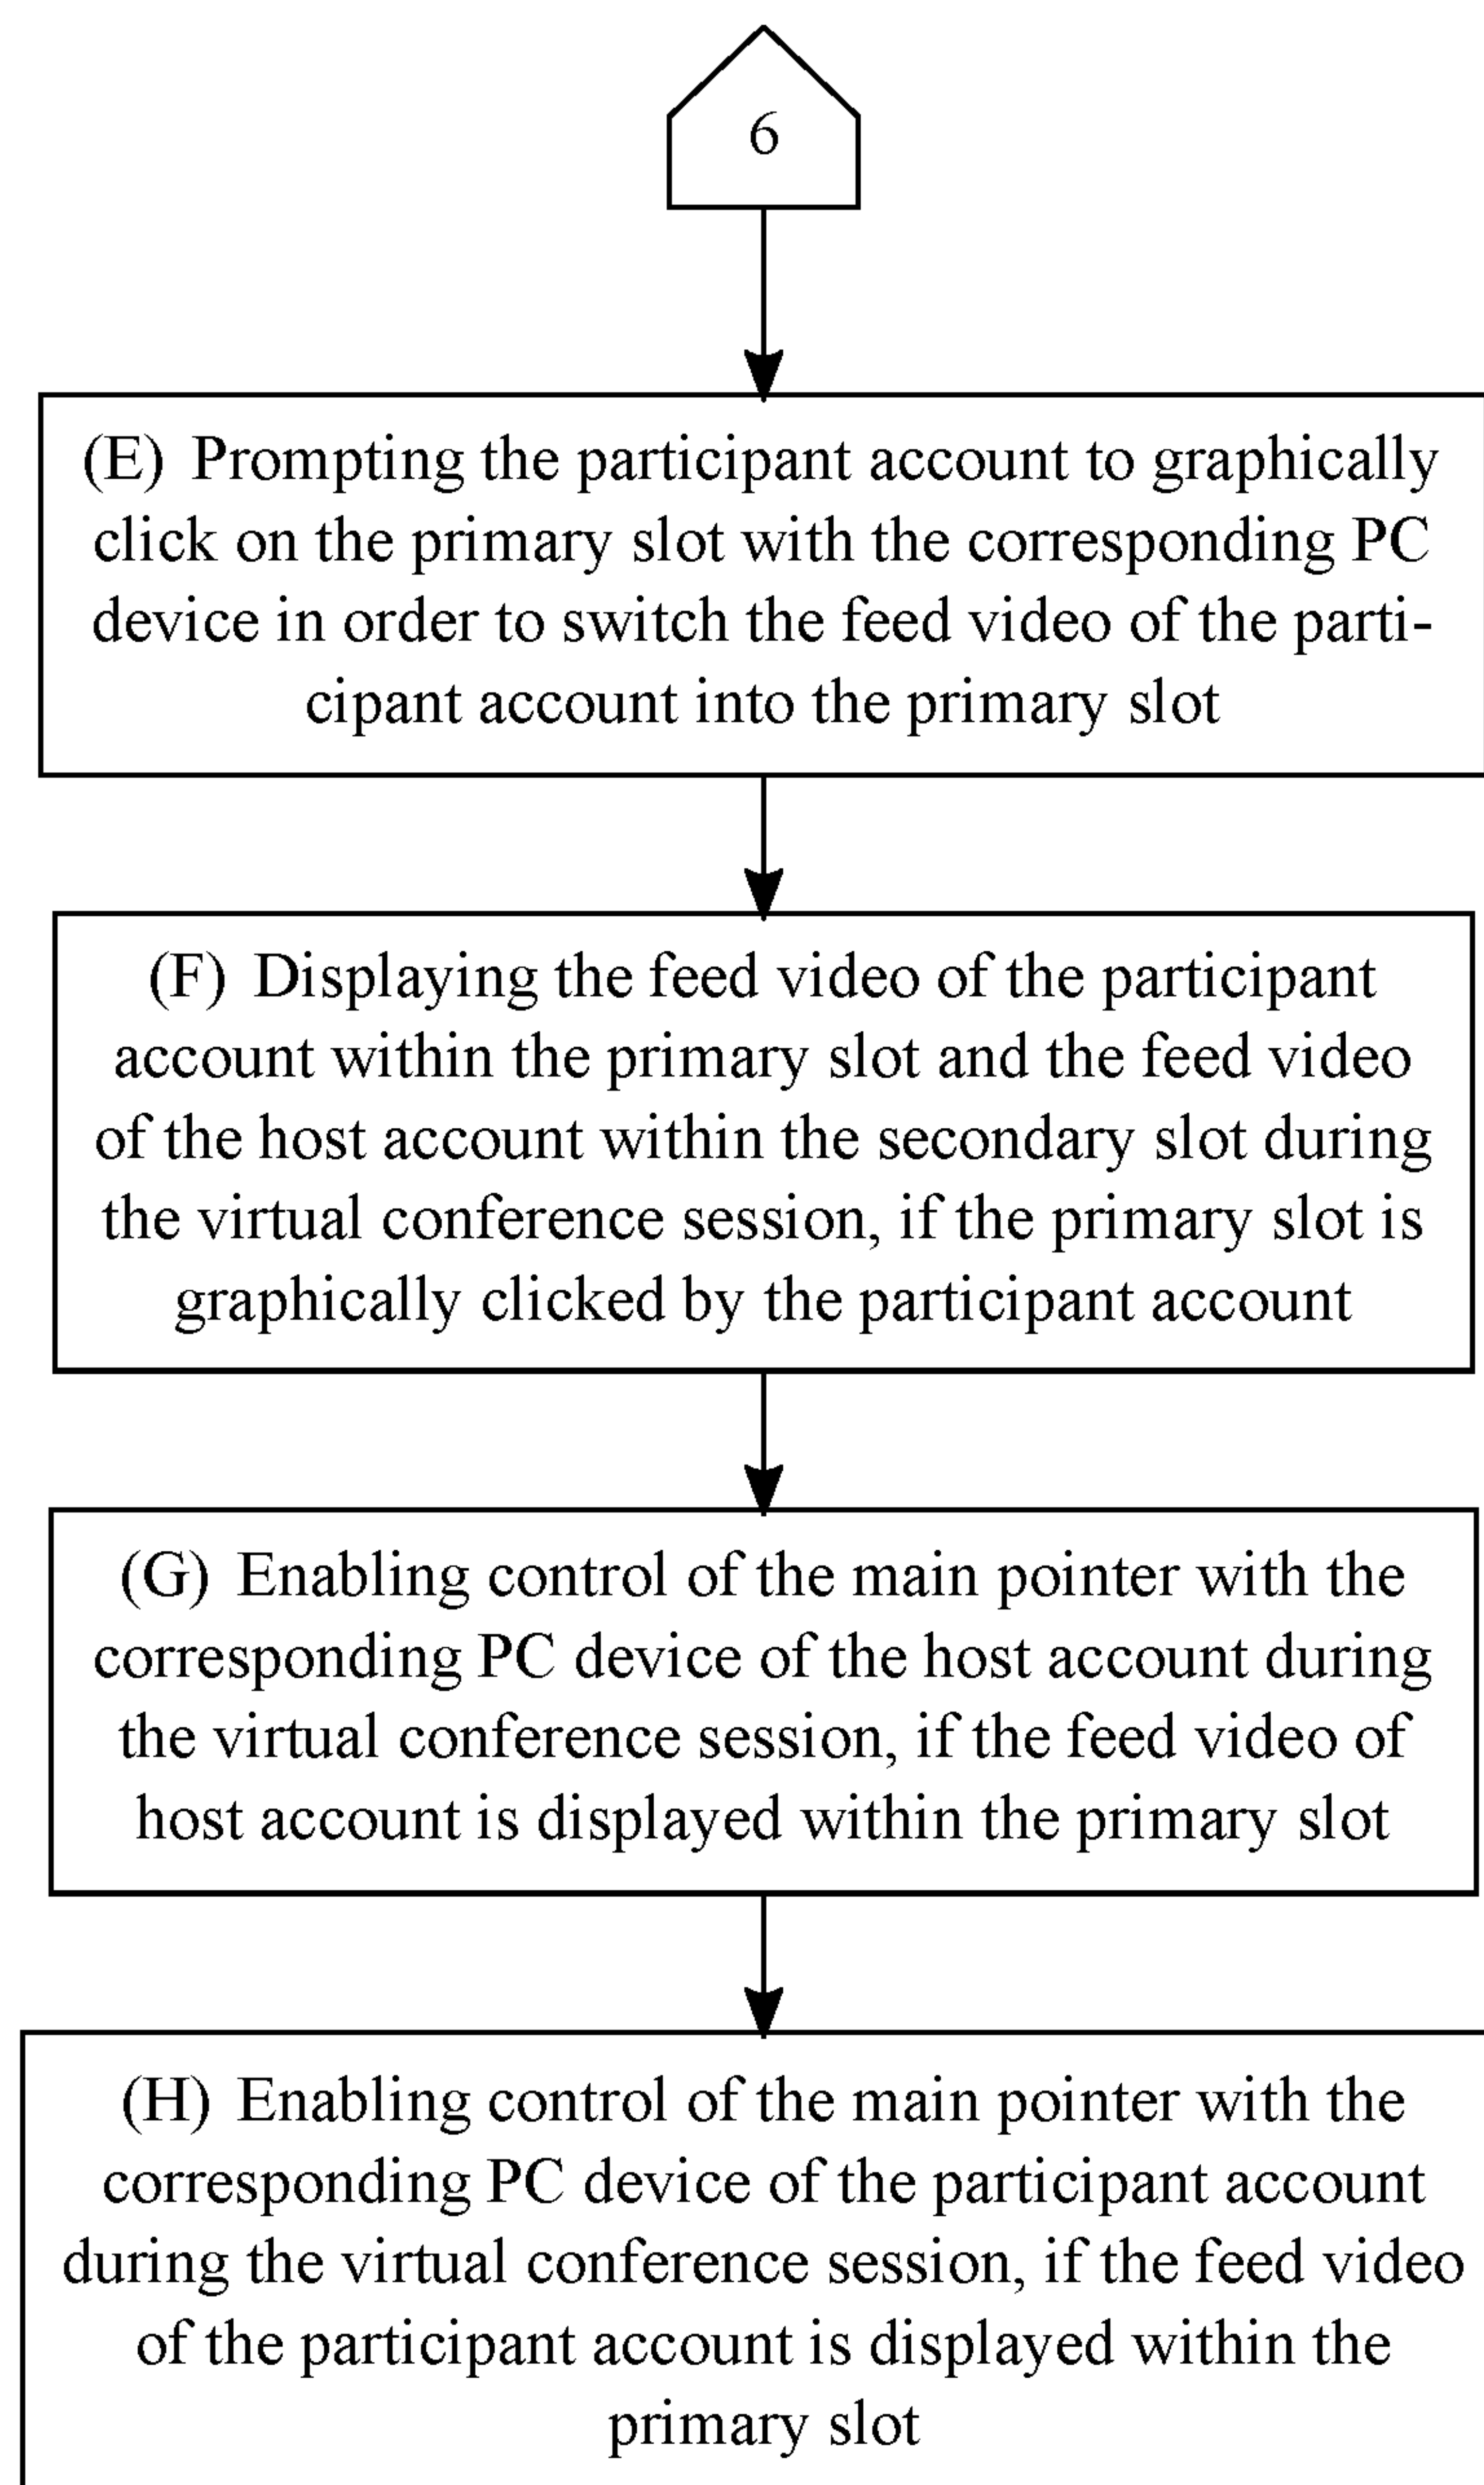 6
(E) Prompting the participant account to graphically
click on the primary slot with the corresponding PC
device in order to switch the feed video of the parti-
cipant account into the primary slot
(F) Displaying the feed video of the participant
account within the primary slot and the feed video
of the host account within the secondary slot during
the virtual conference session, if the primary slot is
graphically clicked by the participant account
(G) Enabling control of the main pointer with the
corresponding PC device of the host account during
the virtual conference session, if the feed video of
host account is displayed within the primary slot
(H) Enabling control of the main pointer with the
corresponding PC device of the participant account
during the virtual conference session, if the feed video
of the participant account is displayed within the
primary slot